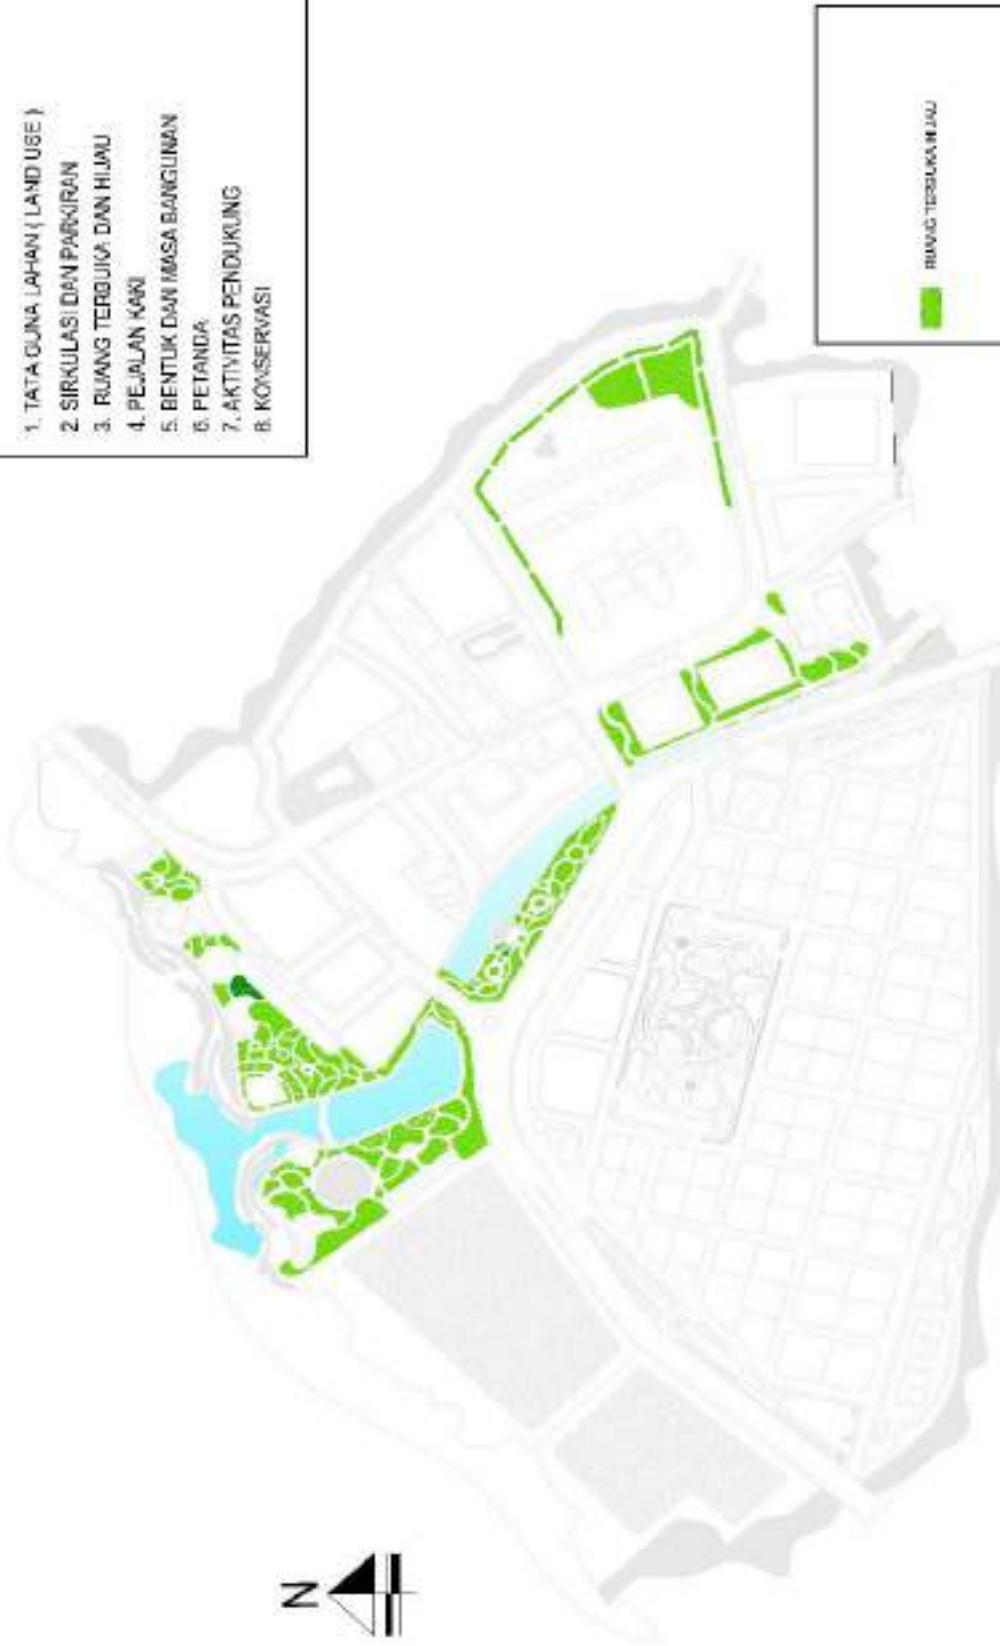 1. TATA GUNA LAHAN ( LAND USE )
2. SIRKULASI DAN PARKIRAN
3. RUANG TERBUKA DAN HIJAU
4. PEJALAN KAKI
5. BENTUK DAN MASA BANGUNAN
6. PETANDA
7. AKTIVITAS PENDUKUNG
8. KONSERVASI
RUANG TERBUKA HIJAU
N